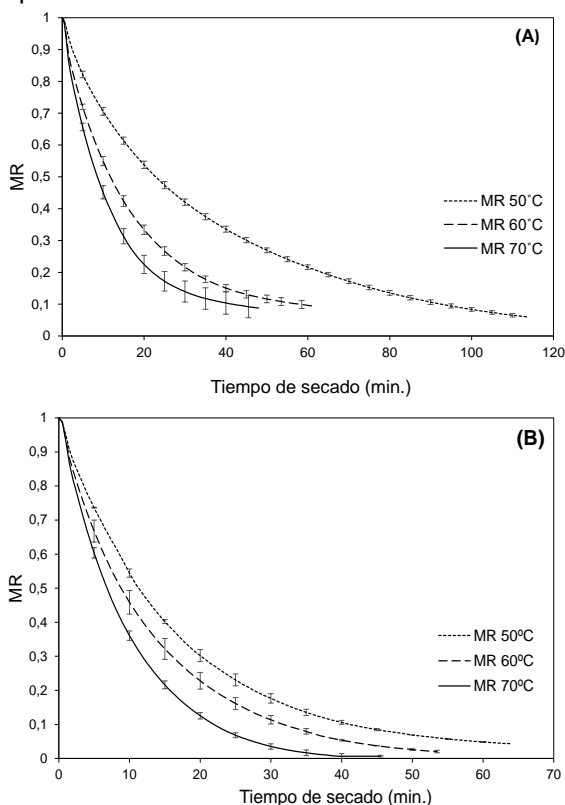 1
(A)
0,9
0,8
0,7
0,6
MR
0,5
MR 50˚C
0,4
MR 60˚C
0,3
MR 70˚C
0,2
0,1
0
0 20 40 60 80 100 120
Tiempo de secado (min.)
1
(B)
0,9
0,8
0,7
0,6
MR
0,5
0,4
MR 50ºC
0,3
MR 60ºC
0,2
MR 70ºC
0,1
0
0 10 20 30 40 50 60 70
Tiempo de secado (min.)